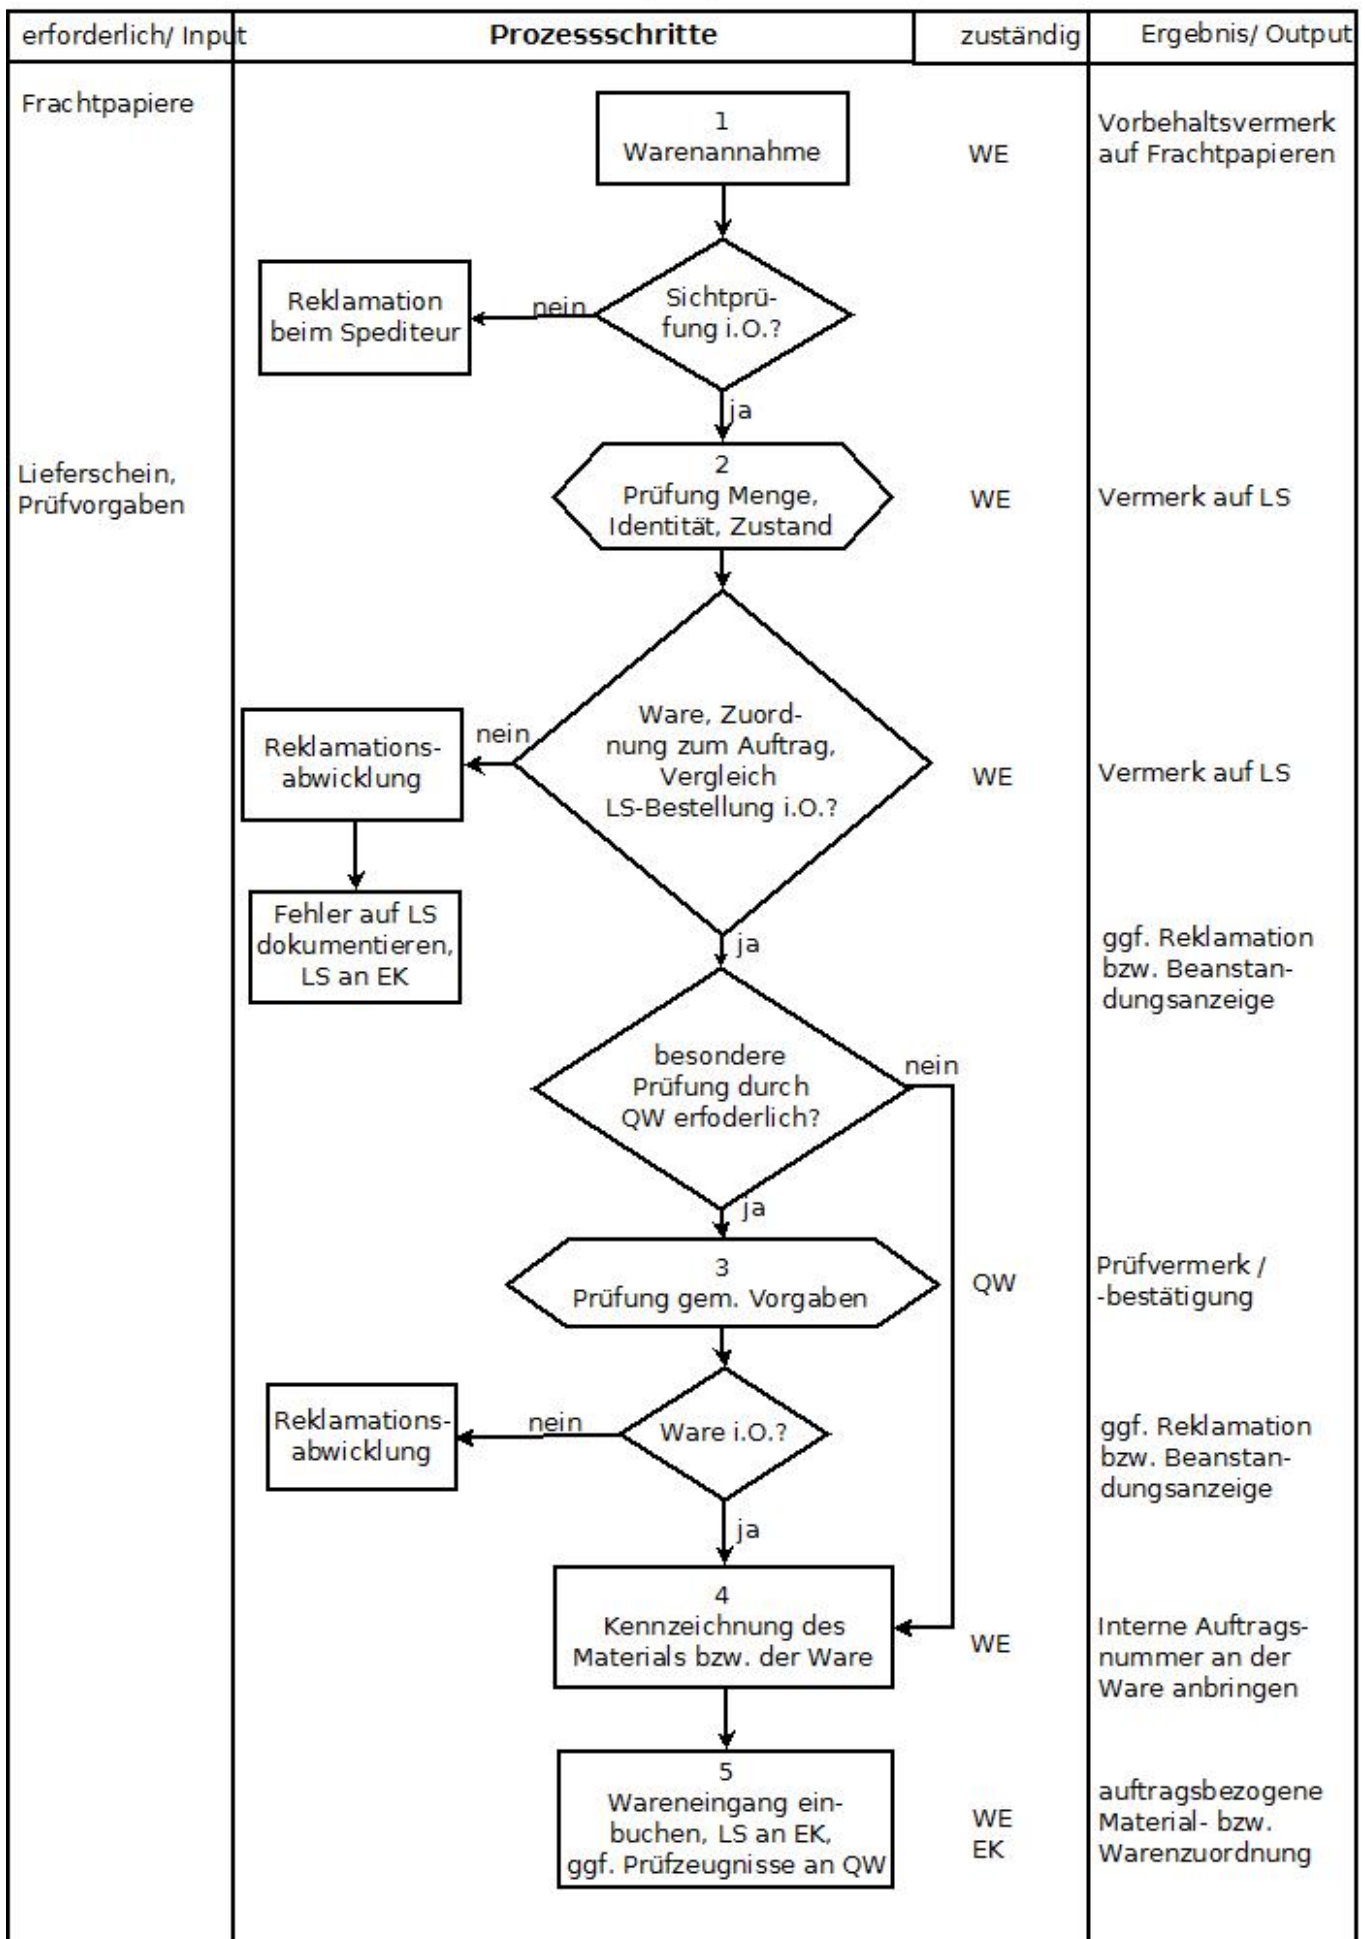 erforderlich/ Input
Prozessschritte
zuständig
Ergebnis/ Output
Frachtpapiere
1
Warenannahme
WE
Vorbehaltsvermerk
auf Frachtpapieren
Sichtprü-
fung i.O.?
nein
Reklamation
beim Spediteur
ja
Lieferschein,
Prüfvorgaben
2
Prüfung Menge,
Identität, Zustand
WE
Vermerk auf LS
Ware, Zuord-
nung zum Auftrag,
Vergleich
LS-Bestellung i.O.?
nein
Reklamations-
abwicklung
WE
Vermerk auf LS
Fehler auf LS
dokumentieren,
LS an EK
ja
ggf. Reklamation
bzw. Beanstan-
dungsanzeige
besondere
Prüfung durch
QW erfoderlich?
nein
ja
3
Prüfung gem. Vorgaben
QW
Prüfvermerk /
-bestätigung
Ware i.O.?
nein
Reklamations-
abwicklung
ggf. Reklamation
bzw. Beanstan-
dungsanzeige
ja
4
Kennzeichnung des
Materials bzw. der Ware
WE
Interne Auftrags-
nummer an der
Ware anbringen
5
Wareneingang ein-
buchen, LS an EK,
ggf. Prüfzeugnisse an QW
WE
EK
auftragsbezogene
Material- bzw.
Warenzuordnung